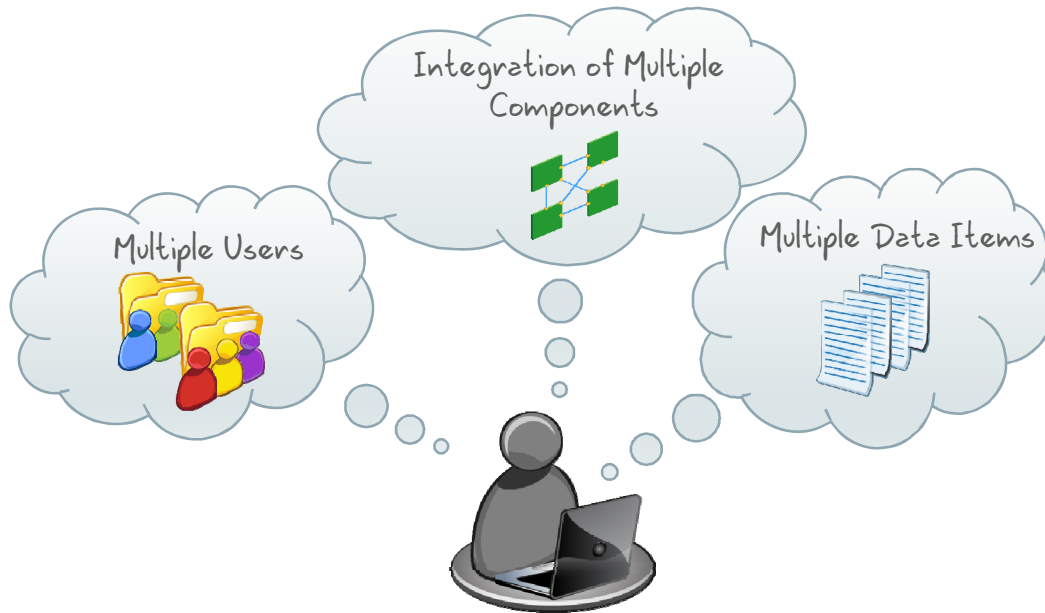 Integration of Multiple
Components
Multiple Users
Multiple Data Items